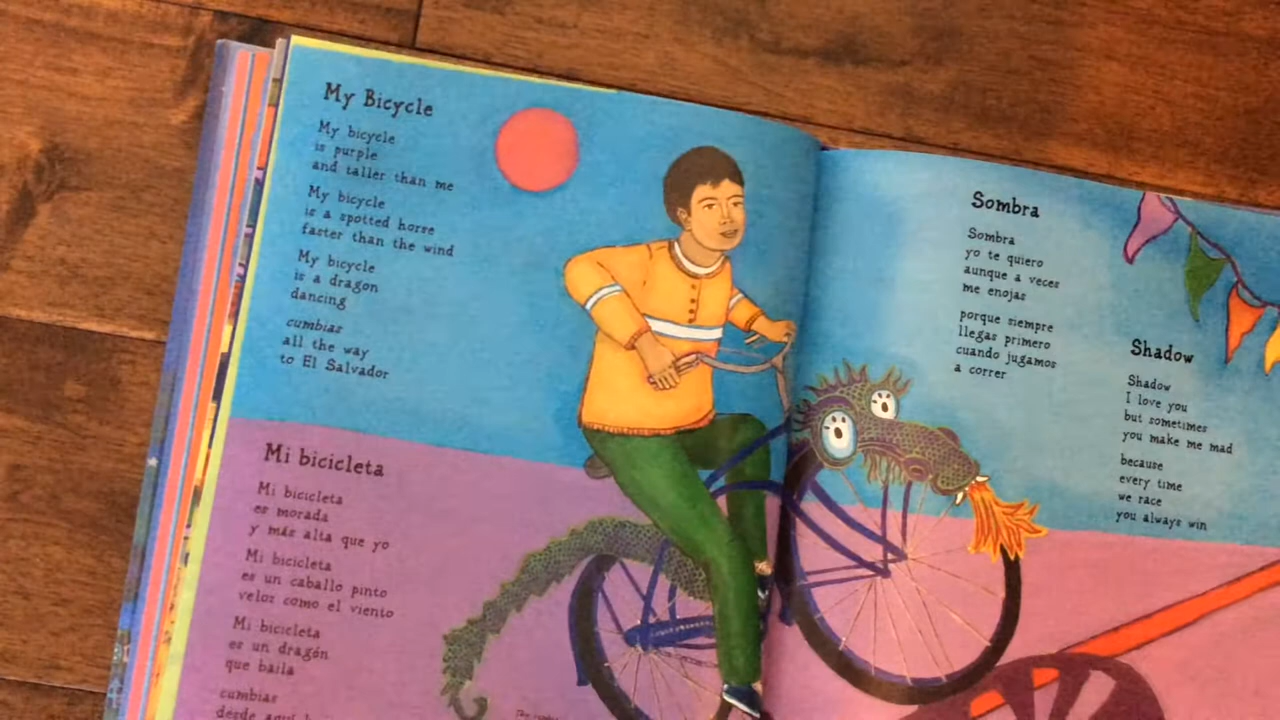 My Bicycle
My bicycle
is purple
and taller than me
My bicycle
is a spotted horse
faster than the wind
My bicycle
is a dragon
dancing
cumbias
all the way
to El Salvador
Mi bicicleta
Mi bicicleta
es morada
y más alta que yo
Mi bicicleta
es un caballo pinto
veloz como el viento
Mi bicicleta
es un dragón
que baila
cumbias
desde aquí
Sombra
Sombra
yo te quiero
aunque a veces
me enojas
porque siempre
llegas primero
cuando jugamos
a correr
Shadow
Shadow
I love you
but sometimes
you make me mad
because
every time
we race
you always win